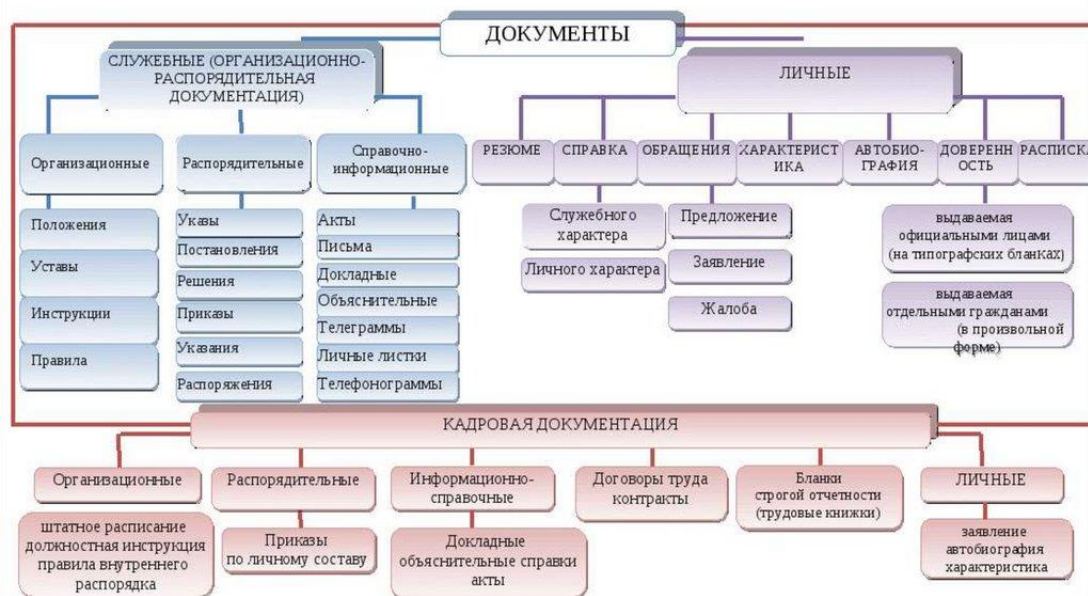 ДОКУМЕНТЫ
СЛУЖЕБНЫЕ (ОРГАНИЗАЦИОННО-
РАСПОРЯДИТЕЛЬНАЯ
ДОКУМЕНТАЦИЯ)
ЛИЧНЫЕ
Организационные
Распорядительные
Справочно-
информационные
Положения
Уставы
Инструкции
Правила
Указы
Постановления
Решения
Приказы
Указания
Распоряжения
Акты
Письма
Докладные
Объяснительные
Телеграммы
Личные листки
Телефонограммы
РЕЗЮМЕ
СПРАВКА
ОБРАЩЕНИЯ
ХАРАКТЕРИСТ
ИКА
АВТОБИО-
ГРАФИЯ
ДОВЕРЕНН
ОСТЬ
РАСПИСКА
Служебного
характера
Личного характера
Предложение
Заявление
Жалоба
выдаваемая
официальными лицами
(на типографских бланках)
выдаваемая
отдельными гражданами
(в произвольной
форме)
КАДРОВАЯ ДОКУМЕНТАЦИЯ
Организационные
штатное расписание
должностная инструкция
правила внутреннего
распорядка
Распорядительные
Приказы
по личному составу
Информационно-
справочные
Докладные
объяснительные справки
акты
Договоры труда
контракты
Бланки
строгой отчетности
(трудовые книжки)
ЛИЧНЫЕ
заявление
автобиография
характеристика